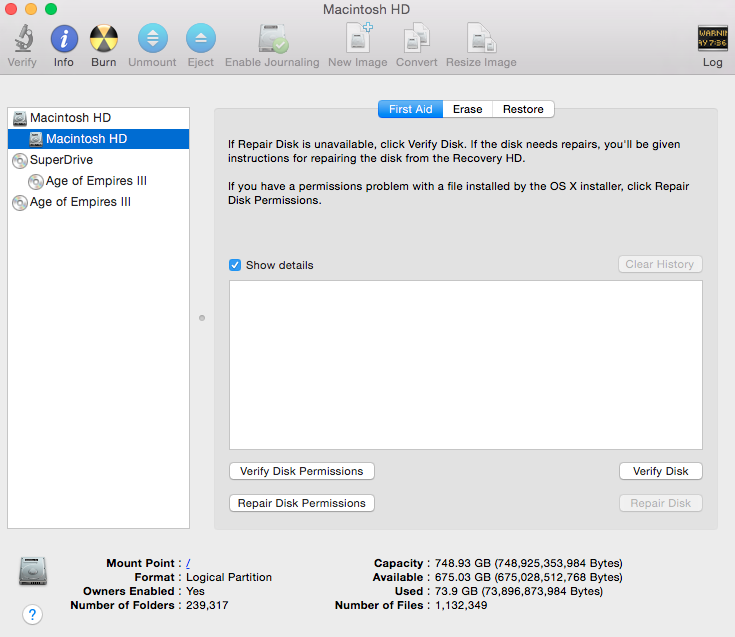 Macintosh HD
Verify Info Burn Unmount Eject Enable Journaling New Image Convert Resize Image
WARNIN
AY 7:36
Log
Macintosh HD
Macintosh HD
SuperDrive
Age of Empires III
Age of Empires III
First Aid Erase Restore
If Repair Disk is unavailable, click Verify Disk. If the disk needs repairs, you'll be given
instructions for repairing the disk from the Recovery HD.
If you have a permissions problem with a file installed by the OS X installer, click Repair
Disk Permissions.
Show details
Clear History
Verify Disk Permissions
Verify Disk
Repair Disk Permissions
Repair Disk
Mount Point : /
Format : Logical Partition
Owners Enabled : Yes
Number of Folders : 239,317
Capacity : 748.93 GB (748,925,353,984 Bytes)
Available : 675.03 GB (675,028,512,768 Bytes)
Used : 73.9 GB (73,896,873,984 Bytes)
Number of Files : 1,132,349
?